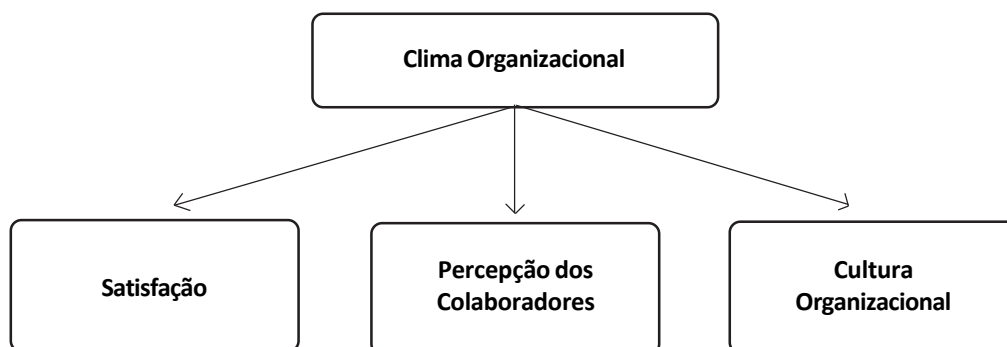 Clima Organizacional
Satisfação
Percepção dos
Colaboradores
Cultura
Organizacional